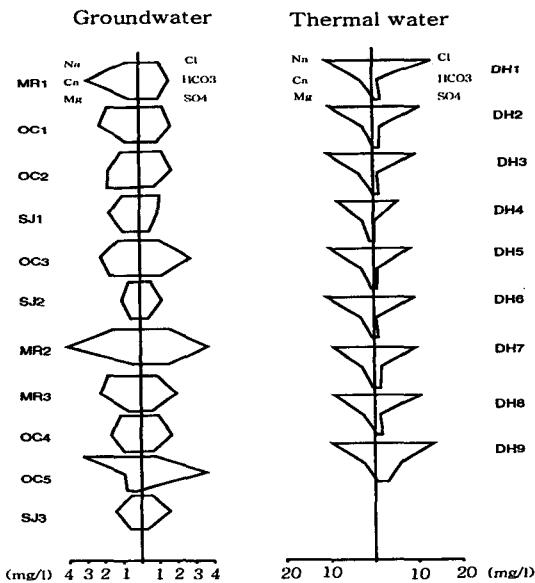 Groundwater
Thermal water
Na
Cl
Ca
HCO3
Mg
SO4
MR1
OC1
OC2
SJ1
OC3
SJ2
MR2
MR3
OC4
OC5
SJ3
(mg/l)
4 3 2 1 1 2 3 4
Na
Cl
Ca
HCO3
Mg
SO4
DH1
DH2
DH3
DH4
DH5
DH6
DH7
DH8
DH9
20 10 10 20
(mg/l)